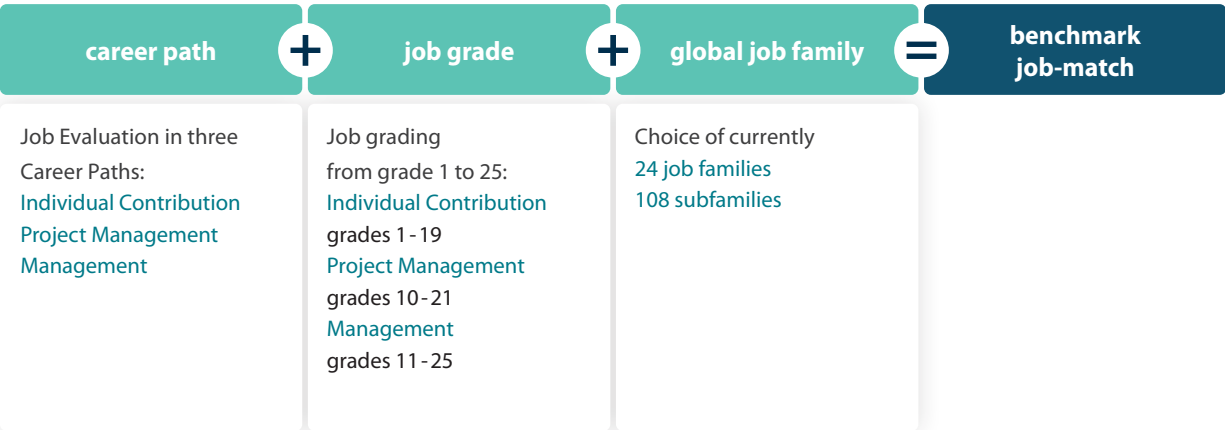 career path
+
job grade
+
global job family
=
benchmark
job-match
Job Evaluation in three
Career Paths:
Individual Contribution
Project Management
Management
Job grading
from grade 1 to 25:
Individual Contribution
grades 1-19
Project Management
grades 10-21
Management
grades 11-25
Choice of currently
24 job families
108 subfamilies